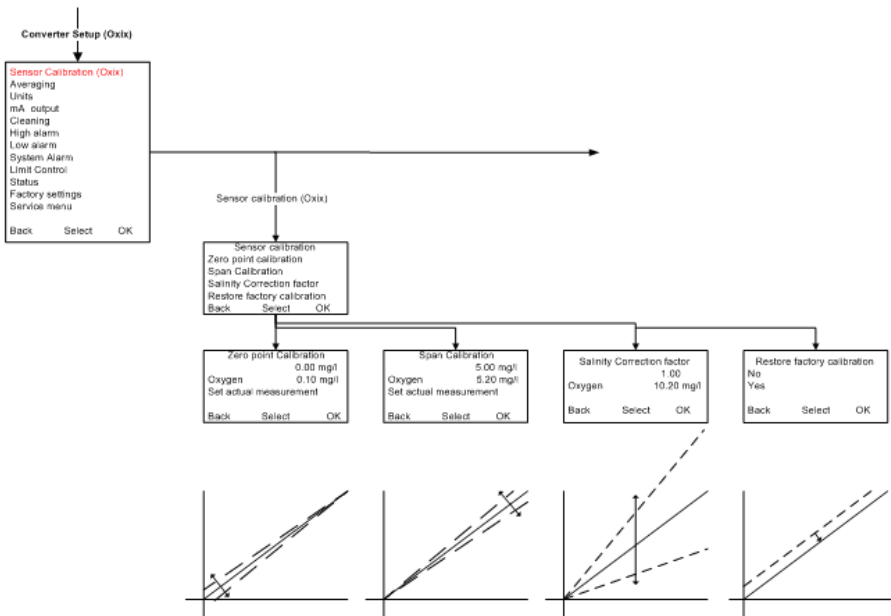 Converter Setup (Oxix)
Sensor Calibration (Oxix)
Averaging
Units
mA output
Cleaning
High alarm
Low alarm
System Alarm
Limit Control
Status
Factory settings
Service menu
Back Select OK
Sensor calibration (Oxix)
Sensor calibration
Zero point calibration
Span Calibration
Salinity Correction factor
Restore factory calibration
Back Select OK
Zero point Calibration
0.00 mg/l
Oxygen 0.10 mg/l
Set actual measurement
Back Select OK
Span Calibration
5.00 mg/l
Oxygen 5.20 mg/l
Set actual measurement
Back Select OK
Salinity Correction factor
1.00
Oxygen 10.20 mg/l
Back Select OK
Restore factory calibration
No
Yes
Back Select OK